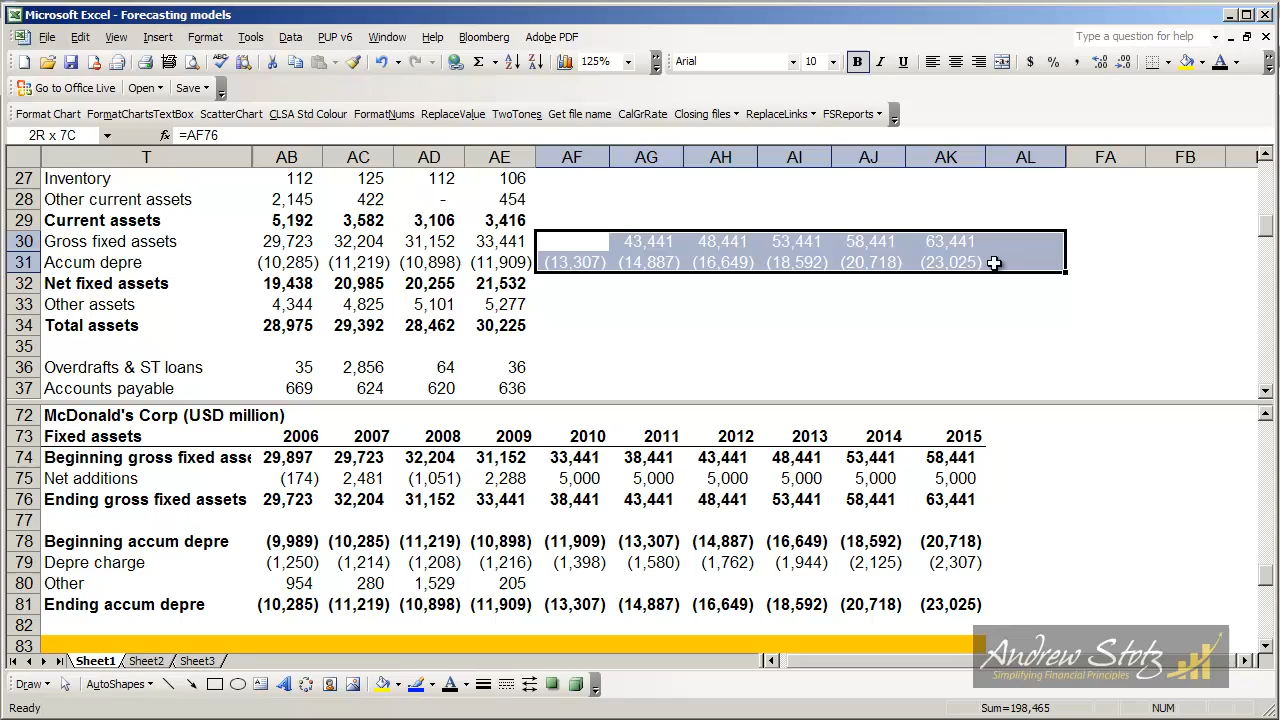 Microsoft Excel - Forecasting models
File Edit View Insert Format Tools Data PUP v6 Window Help Bloomberg Adobe PDF Type a question for help
125% Arial 10 B I U $ % ,
Go to Office Live Open Save
Format Chart FormatChartsTextBox ScatterChart CLSA Std Colour FormatNums ReplaceValue TwoTones Get file name CalGrRate Closing files ReplaceLinks FSReports
2R x 7C fx =AF76
T AB AC AD AE AF AG AH AI AJ AK AL FA FB
27 Inventory 112 125 112 106
28 Other current assets 2,145 422 - 454
29 Current assets 5,192 3,582 3,106 3,416
30 Gross fixed assets 29,723 32,204 31,152 33,441 43,441 48,441 53,441 58,441 63,441
31 Accum depre (10,285) (11,219) (10,898) (11,909) (13,307) (14,887) (16,649) (18,592) (20,718) (23,025)
32 Net fixed assets 19,438 20,985 20,255 21,532
33 Other assets 4,344 4,825 5,101 5,277
34 Total assets 28,975 29,392 28,462 30,225
35
36 Overdrafts & ST loans 35 2,856 64 36
37 Accounts payable 669 624 620 636
72 McDonald's Corp (USD million)
73 Fixed assets 2006 2007 2008 2009 2010 2011 2012 2013 2014 2015
74 Beginning gross fixed asse 29,897 29,723 32,204 31,152 33,441 38,441 43,441 48,441 53,441 58,441
75 Net additions (174) 2,481 (1,051) 2,288 5,000 5,000 5,000 5,000 5,000 5,000
76 Ending gross fixed assets 29,723 32,204 31,152 33,441 38,441 43,441 48,441 53,441 58,441 63,441
77
78 Beginning accum depre (9,989) (10,285) (11,219) (10,898) (11,909) (13,307) (14,887) (16,649) (18,592) (20,718)
79 Depre charge (1,250) (1,214) (1,208) (1,216) (1,398) (1,580) (1,762) (1,944) (2,125) (2,307)
80 Other 954 280 1,529 205
81 Ending accum depre (10,285) (11,219) (10,898) (11,909) (13,307) (14,887) (16,649) (18,592) (20,718) (23,025)
82
83
Andrew Stotz
Simplifying Financial Principles
Sheet1 Sheet2 Sheet3
Draw AutoShapes
Ready Sum=198,465 NUM